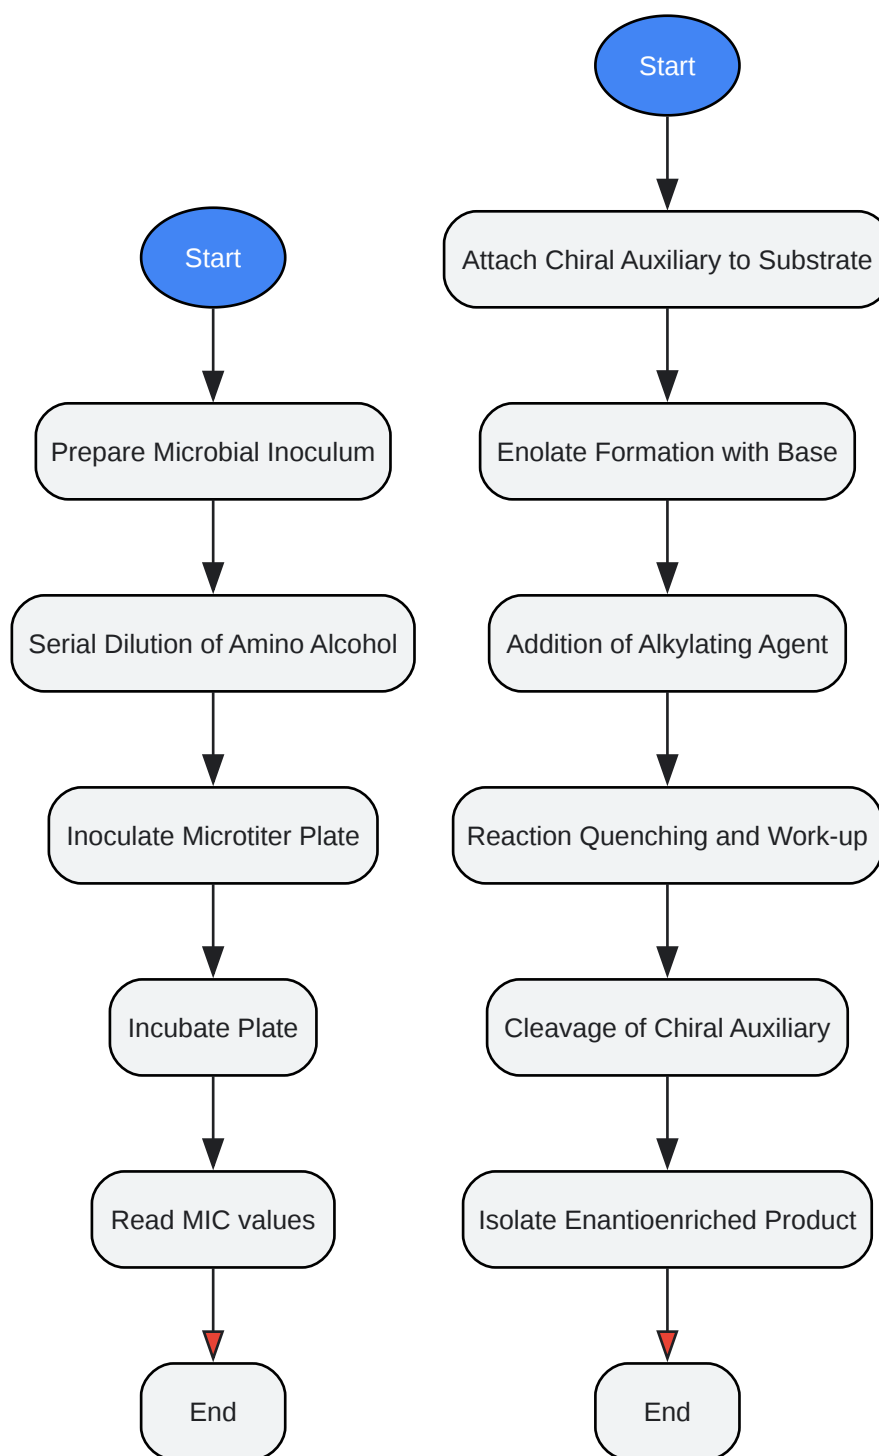 Start
Prepare Microbial Inoculum
Serial Dilution of Amino Alcohol
Inoculate Microtiter Plate
Incubate Plate
Read MIC values
End
Start
Attach Chiral Auxiliary to Substrate
Enolate Formation with Base
Addition of Alkylating Agent
Reaction Quenching and Work-up
Cleavage of Chiral Auxiliary
Isolate Enantioenriched Product
End